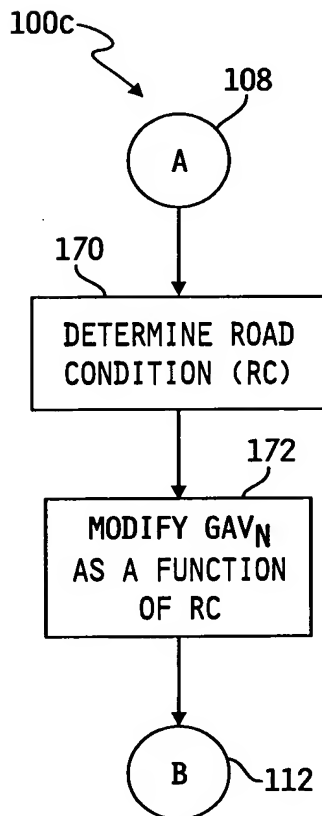 100c
108
A
170
DETERMINE ROAD
CONDITION (RC)
172
MODIFY GAVN
AS A FUNCTION
OF RC
B
112